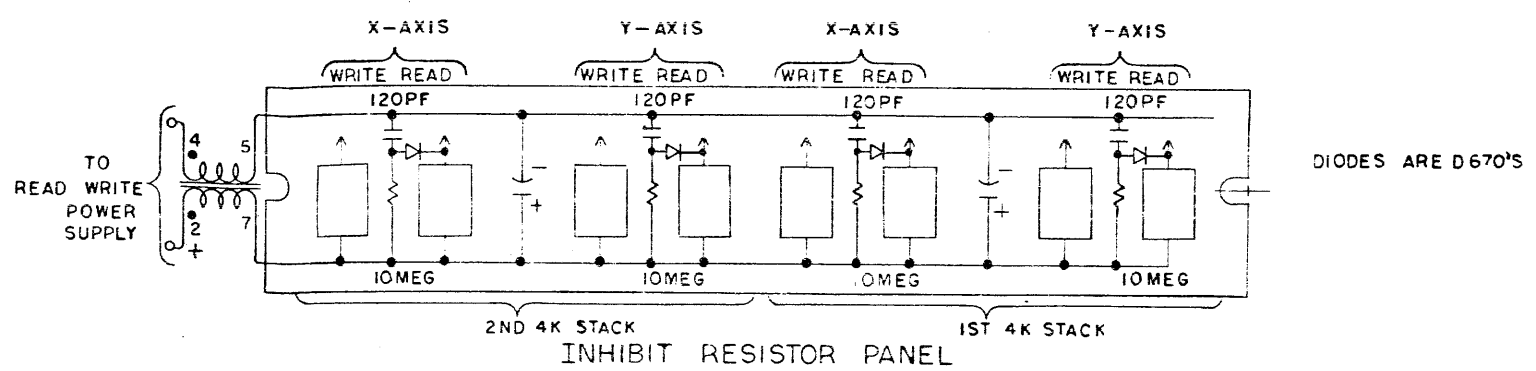 X-AXIS Y-AXIS X-AXIS Y-AXIS
WRITE READ WRITE READ WRITE READ WRITE READ
120PF 120PF 120PF 120PF
4 5
TO
READ WRITE
POWER
SUPPLY
2 7
+
- -
+ +
DIODES ARE D670'S
10MEG 10MEG 10MEG 10MEG
2ND 4K STACK 1ST 4K STACK
INHIBIT RESISTOR PANEL